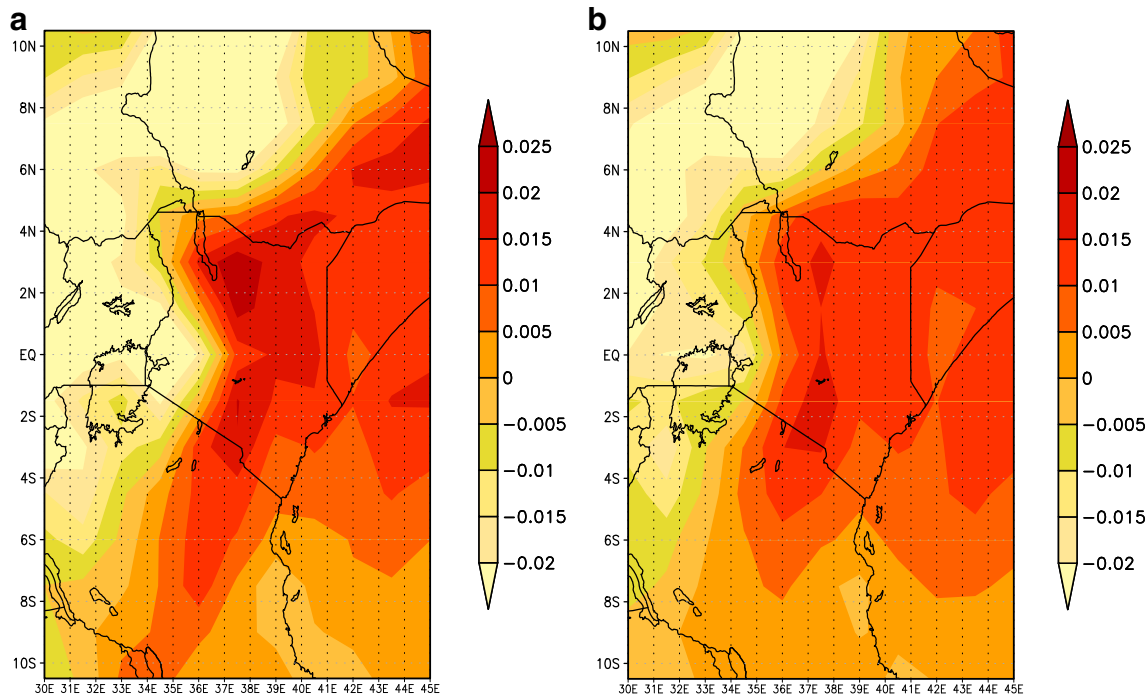 a
b
10N
8N
6N
4N
2N
EQ
2S
4S
6S
8S
10S
30E 31E 32E 33E 34E 35E 36E 37E 38E 39E 40E 41E 42E 43E 44E 45E
0.025
0.02
0.015
0.01
0.005
0
−0.005
−0.01
−0.015
−0.02
10N
8N
6N
4N
2N
EQ
2S
4S
6S
8S
10S
30E 31E 32E 33E 34E 35E 36E 37E 38E 39E 40E 41E 42E 43E 44E 45E
0.025
0.02
0.015
0.01
0.005
0
−0.005
−0.01
−0.015
−0.02